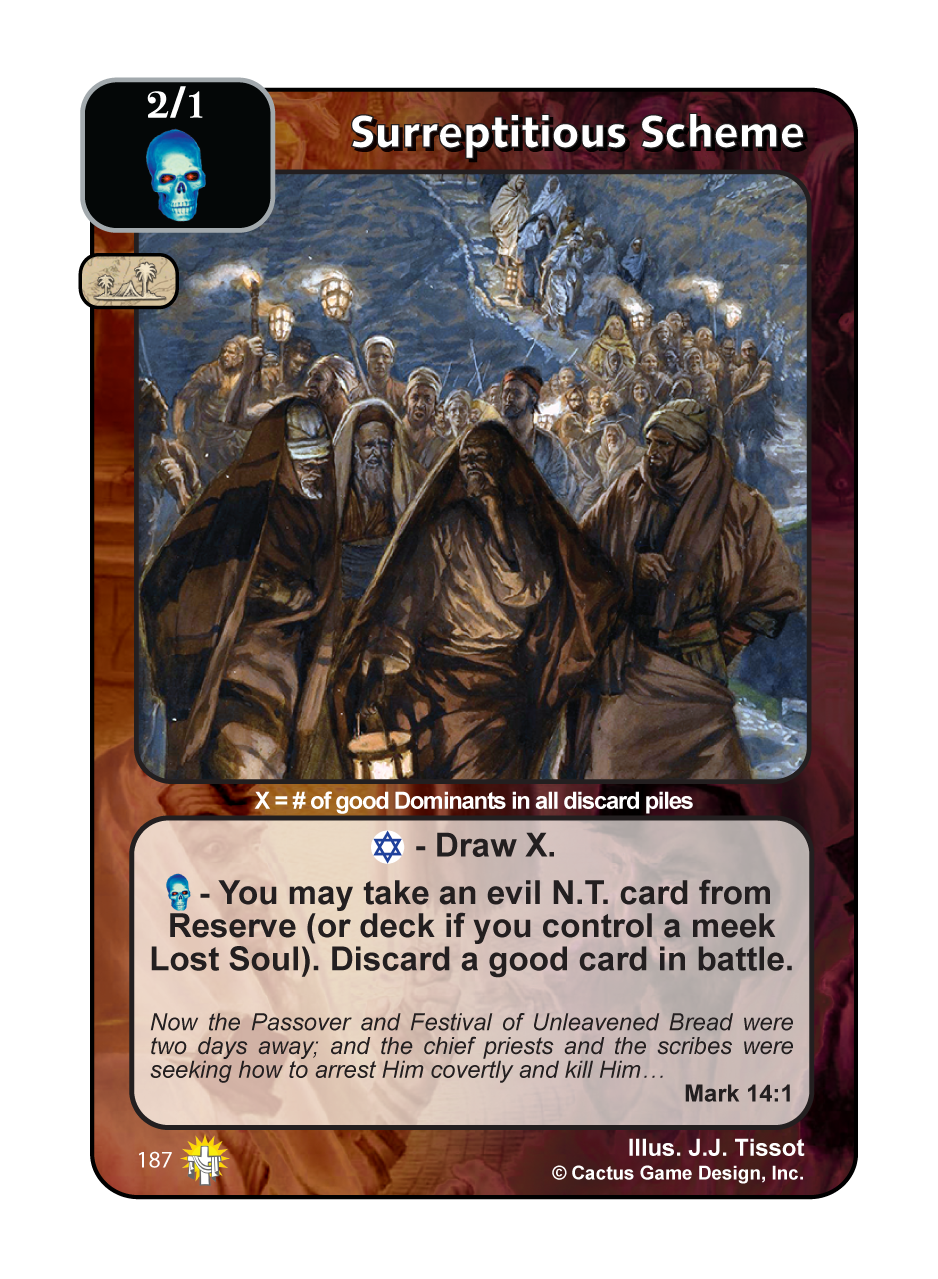 2/1
Surreptitious Scheme
X = # of good Dominants in all discard piles
- Draw X.
- You may take an evil N.T. card from
Reserve (or deck if you control a meek
Lost Soul). Discard a good card in battle.
Now the Passover and Festival of Unleavened Bread were
two days away; and the chief priests and the scribes were
seeking how to arrest Him covertly and kill Him…
Mark 14:1
187
Illus. J.J. Tissot
© Cactus Game Design, Inc.